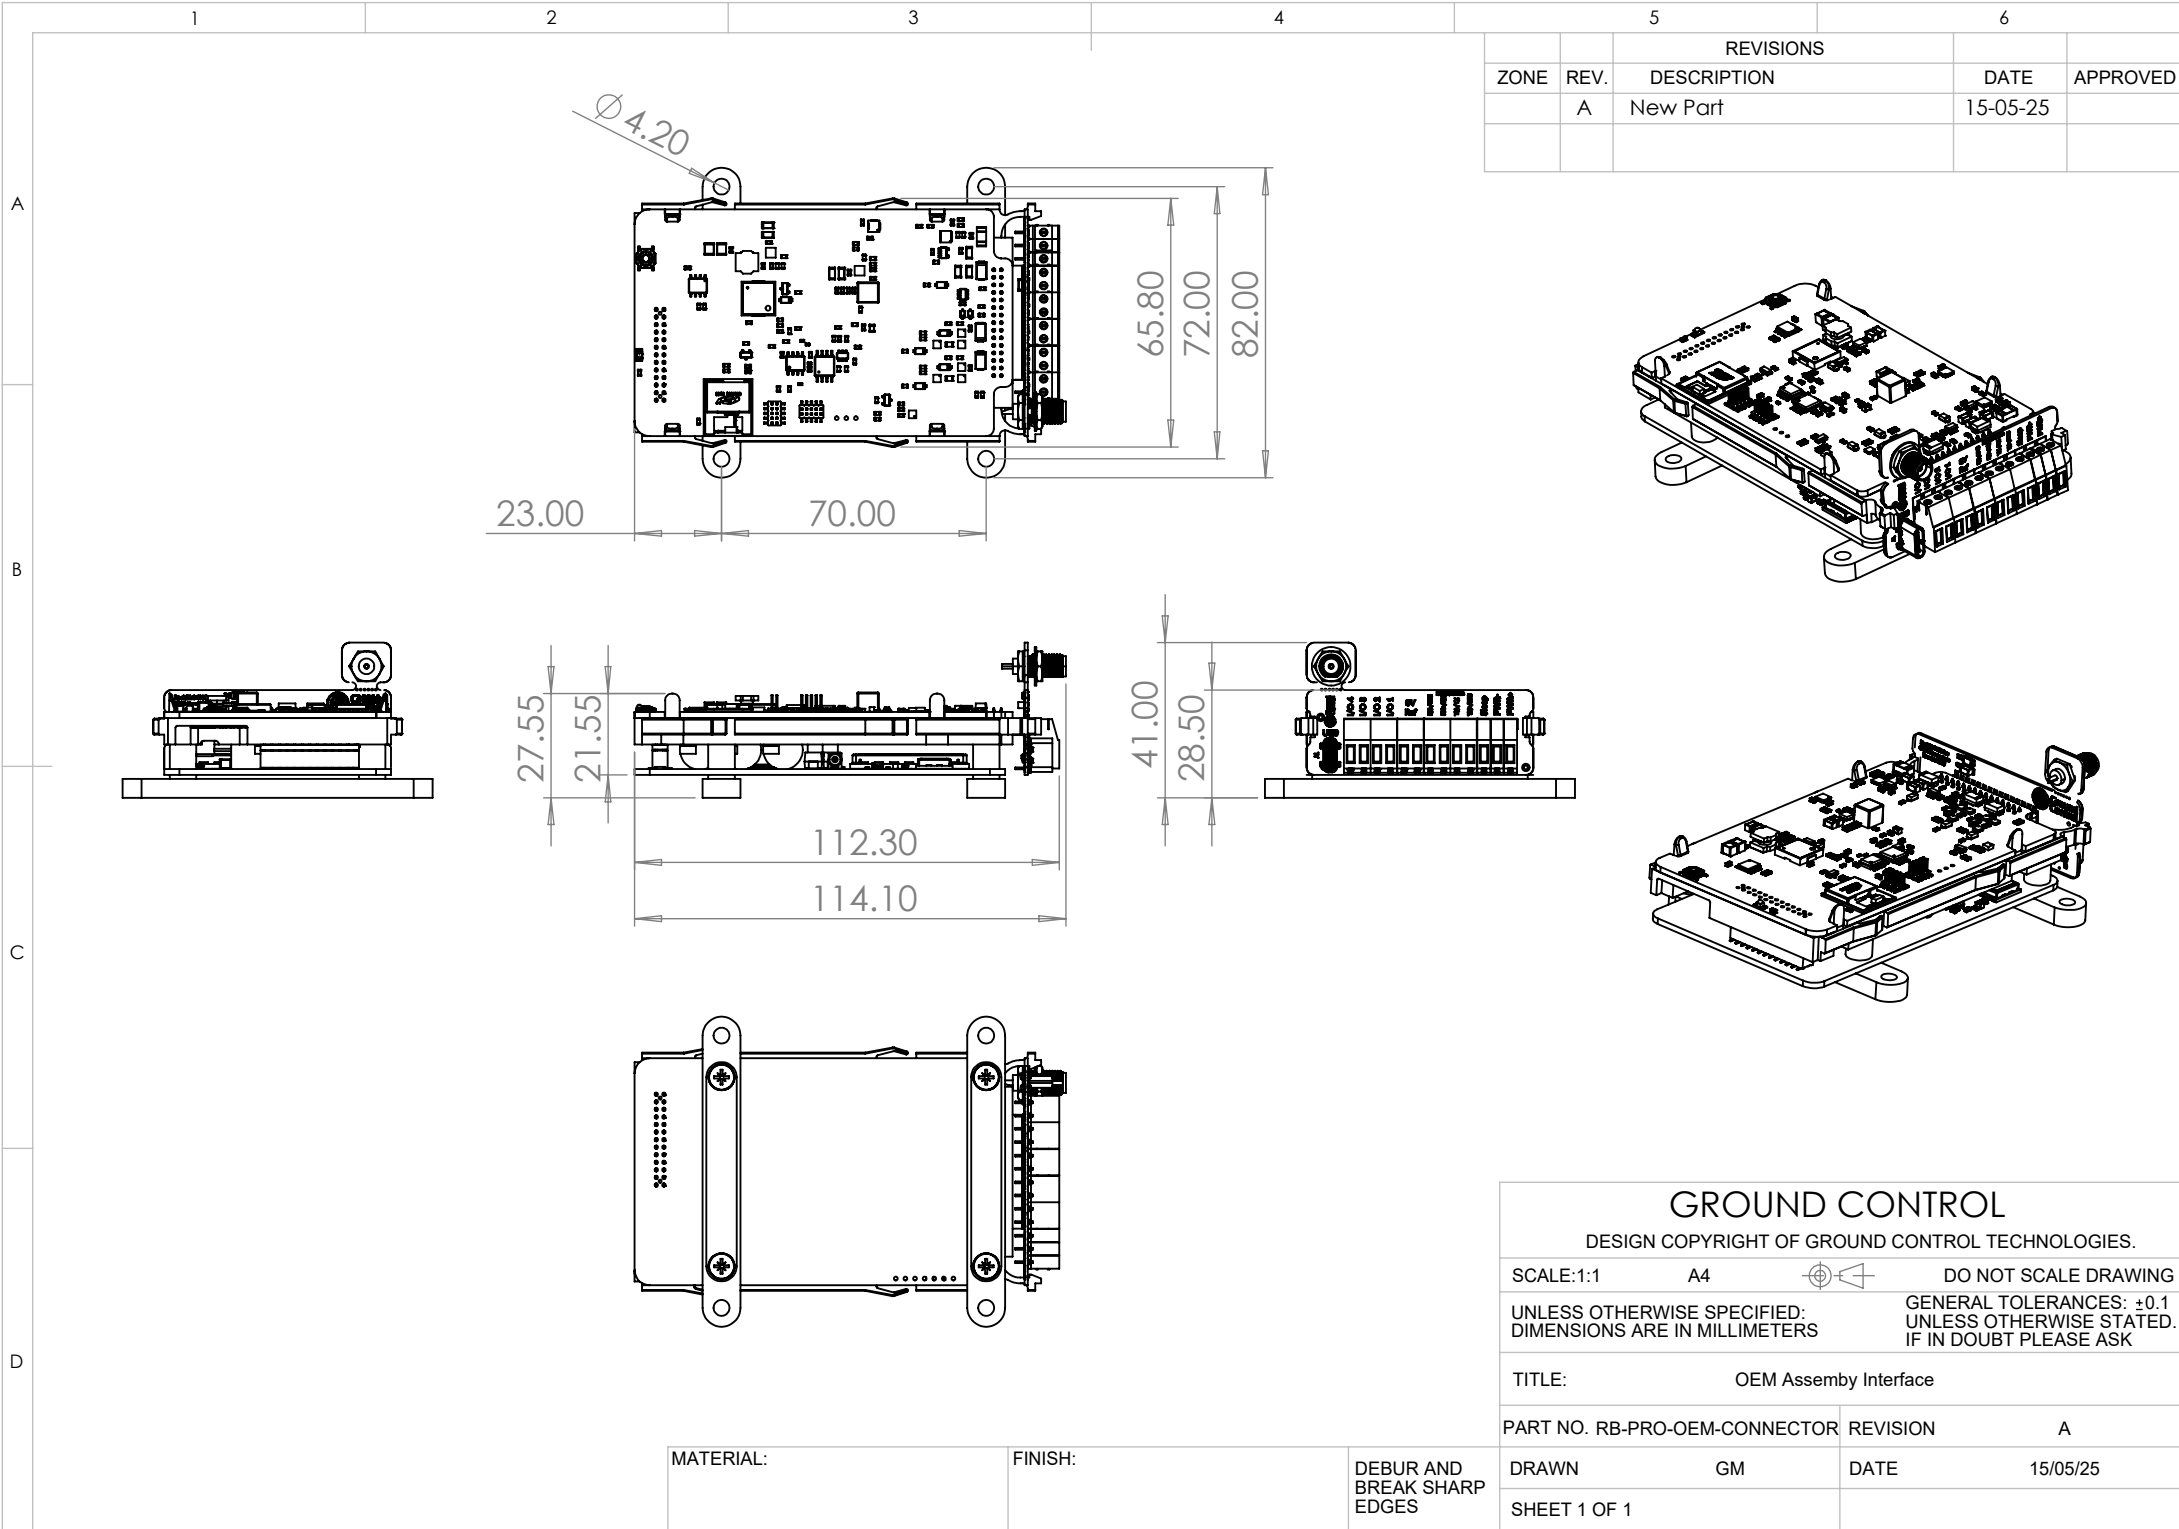 1 2 3 4 5 6
REVISIONS
ZONE REV. DESCRIPTION DATE APPROVED
A New Part 15-05-25
A
B
C
D
∅4.20
65.80
72.00
82.00
23.00 70.00
27.55
21.55
41.00
28.50
I/O 4
I/O 3
I/O 2
I/O 1
112.30
114.10
GROUND CONTROL
DESIGN COPYRIGHT OF GROUND CONTROL TECHNOLOGIES.
SCALE:1:1 A4 DO NOT SCALE DRAWING
UNLESS OTHERWISE SPECIFIED:
DIMENSIONS ARE IN MILLIMETERS
GENERAL TOLERANCES: ±0.1
UNLESS OTHERWISE STATED.
IF IN DOUBT PLEASE ASK
TITLE: OEM Assemby Interface
PART NO. RB-PRO-OEM-CONNECTOR REVISION A
MATERIAL: FINISH:
DEBUR AND
BREAK SHARP
EDGES
DRAWN GM DATE 15/05/25
SHEET 1 OF 1